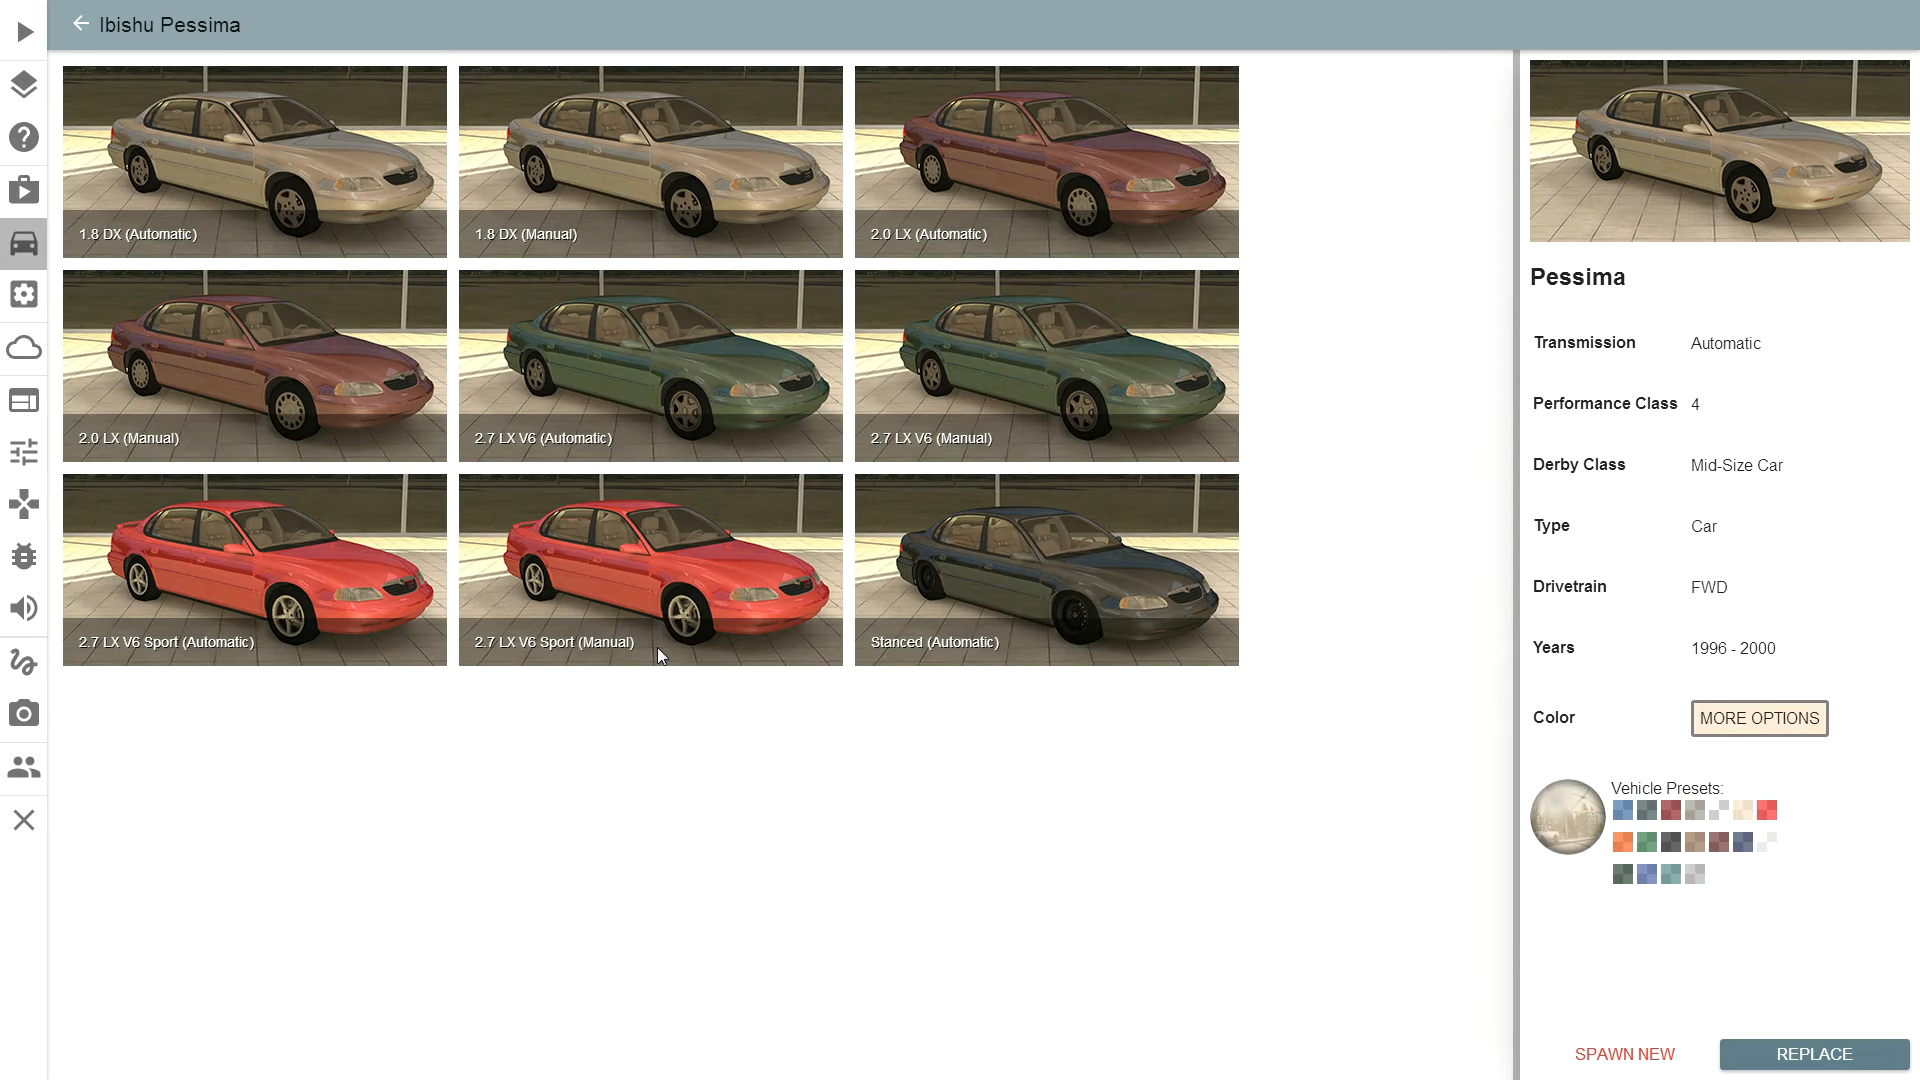 Ibishu Pessima
1.8 DX (Automatic)
1.8 DX (Manual)
2.0 LX (Automatic)
2.0 LX (Manual)
2.7 LX V6 (Automatic)
2.7 LX V6 (Manual)
2.7 LX V6 Sport (Automatic)
2.7 LX V6 Sport (Manual)
Stanced (Automatic)
Pessima
Transmission Automatic
Performance Class 4
Derby Class Mid-Size Car
Type Car
Drivetrain FWD
Years 1996 - 2000
Color MORE OPTIONS
Vehicle Presets:
SPAWN NEW REPLACE